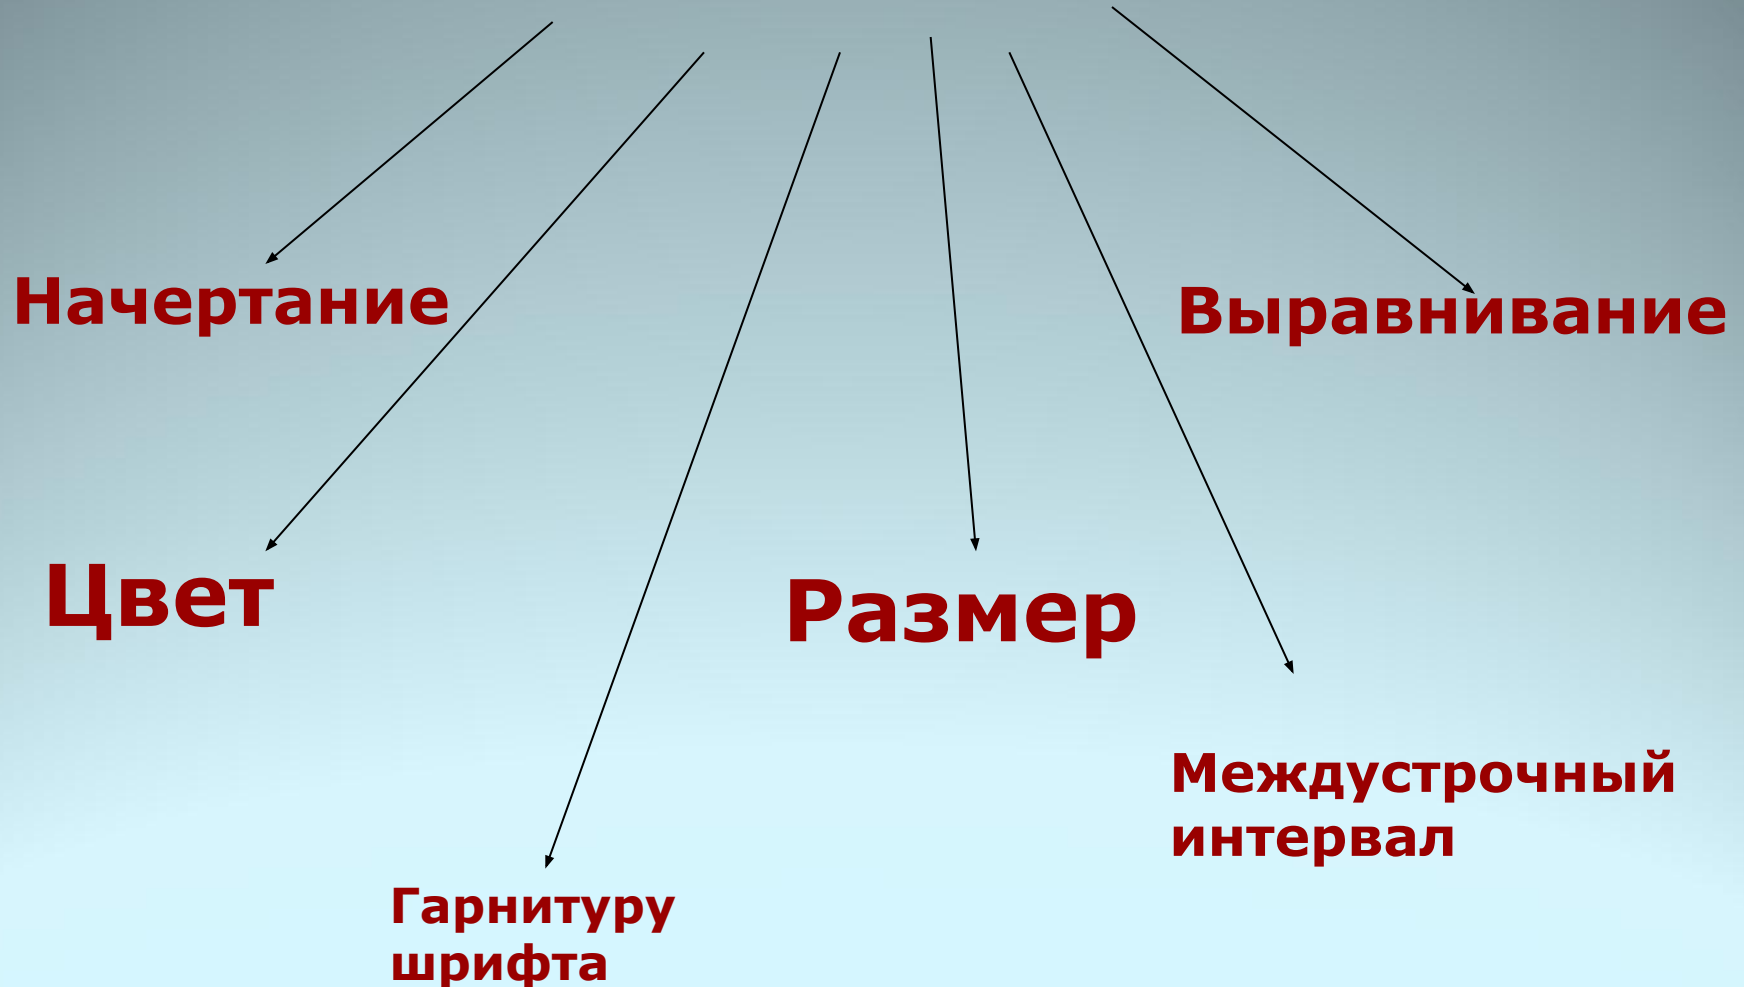 Начертание
Выравнивание
Цвет
Размер
Междустрочный
интервал
Гарнитуру
шрифта